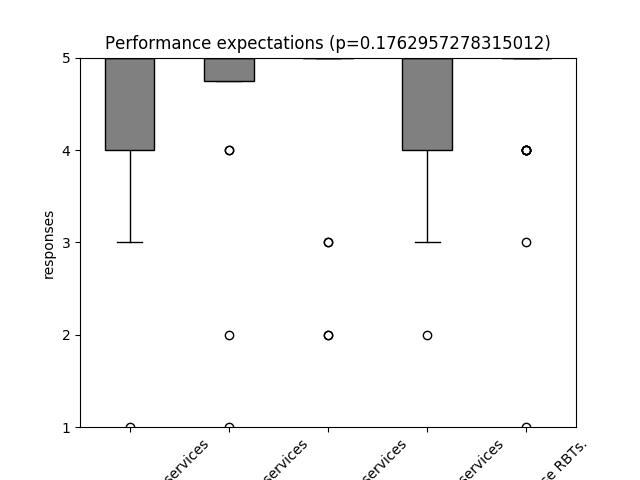 Performance expectations (p=0.1762957278315012)
5
4
3
2
1
responses
services
services
services
services
RBTs.